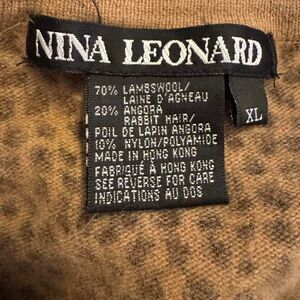 NINA LEONARD
70% LAMBSWOOL/
LAINE D'AGNEAU
20% ANGORA
RABBIT HAIR/
POIL DE LAPIN ANGORA
10% NYLON/POLYAMIDE
MADE IN HONG KONG
FABRIQUÉ À HONG KONG
SEE REVERSE FOR CARE
INDICATIONS AU DOS
XL